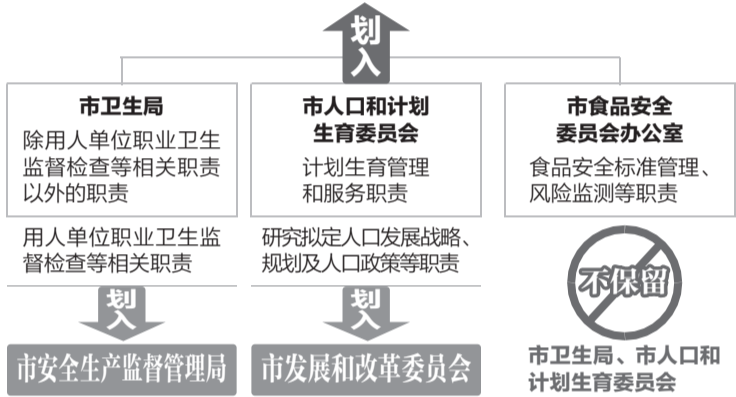 划
入
市卫生局
除用人单位职业卫生
监督检查等相关职责
以外的职责
用人单位职业卫生监
督检查等相关职责
划
入
市安全生产监督管理局
市人口和计划
生育委员会
计划生育管理
和服务职责
研究拟定人口发展战略、
规划及人口政策等职责
划
入
市发展和改革委员会
市食品安全
委员会办公室
食品安全标准管理、
风险监测等职责
不保留
市卫生局、市人口和
计划生育委员会